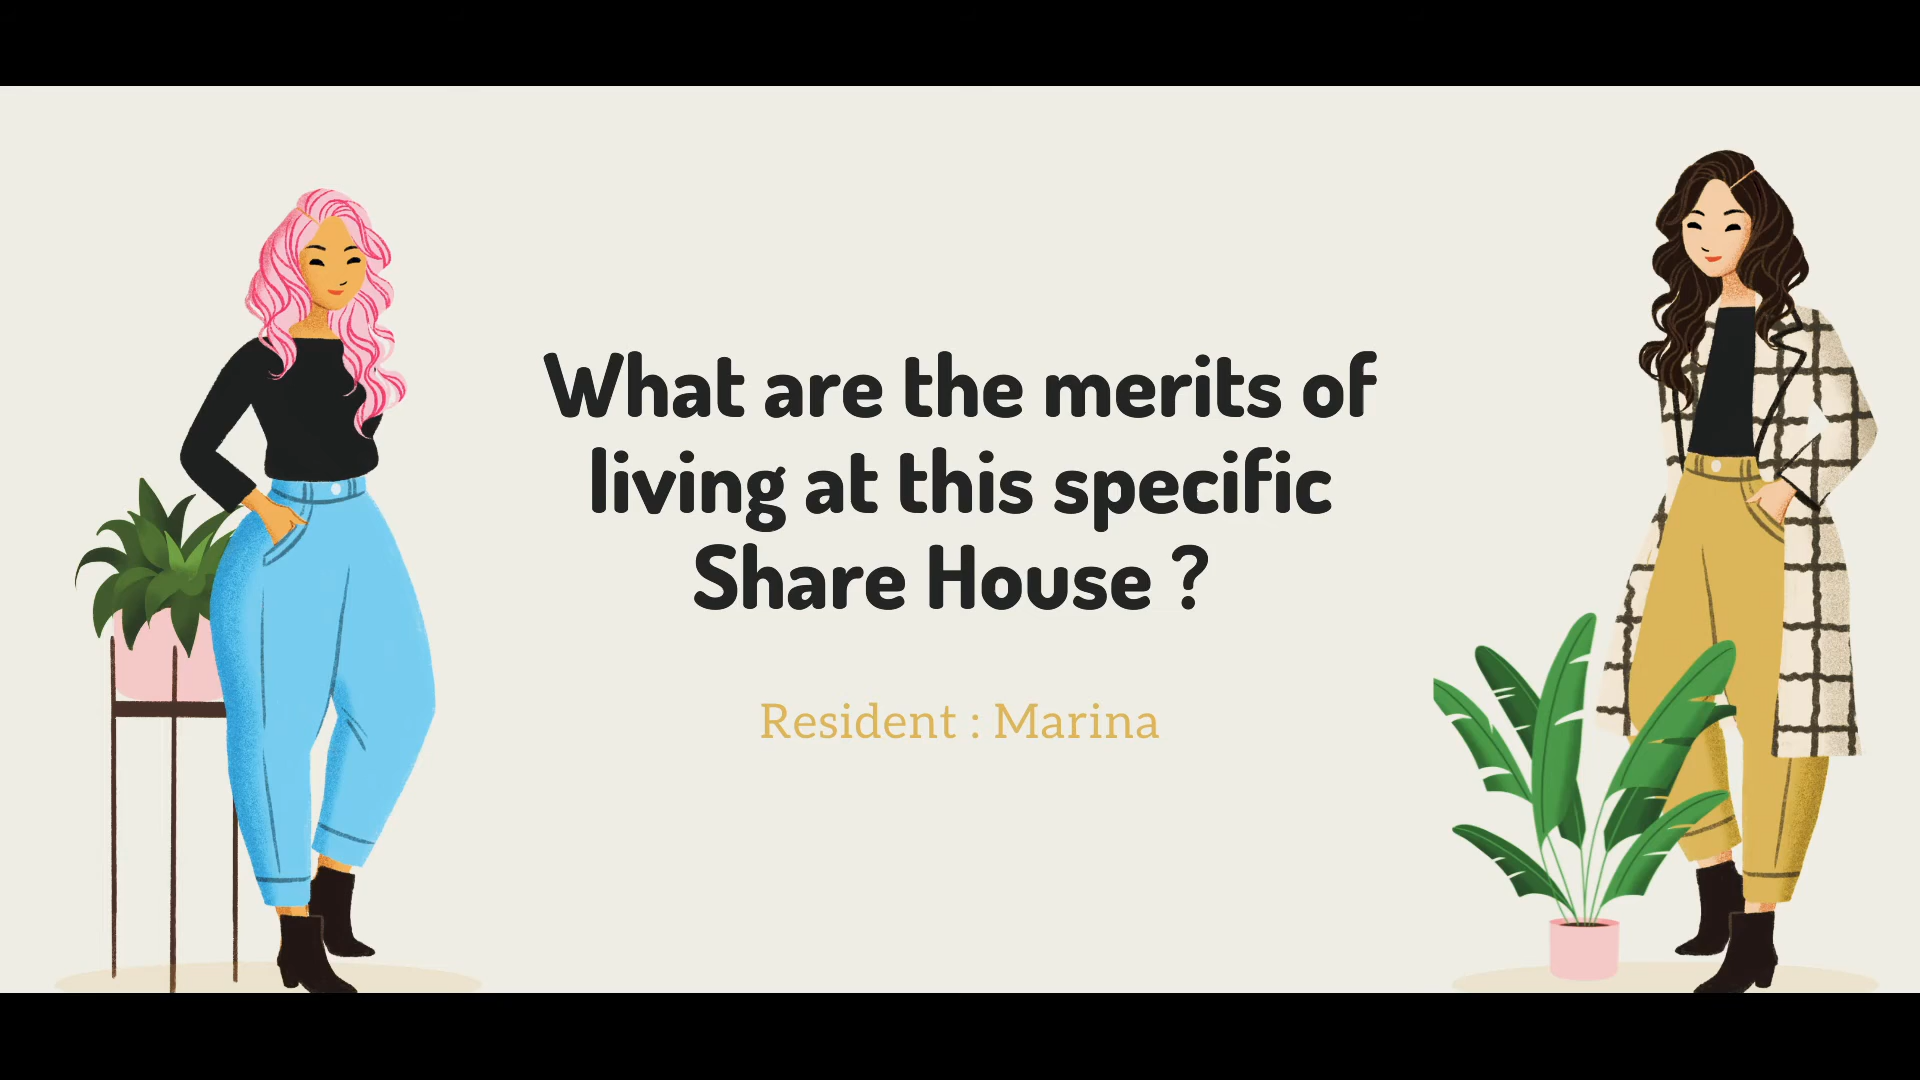 What are the merits of
living at this specific
Share House ?
Resident : Marina